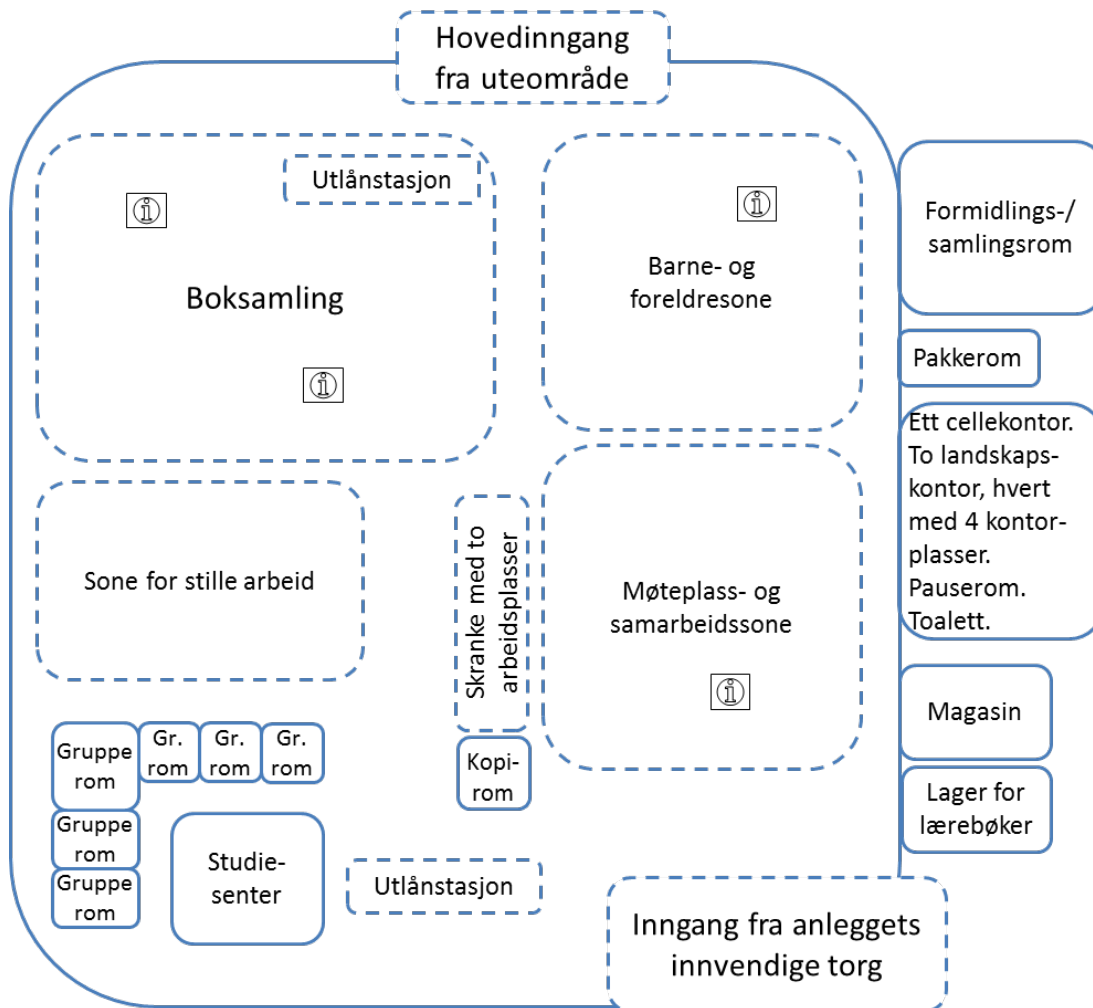 Hovedinngang
fra uteområde
Utlånstasjon
Boksamling
Barne- og
foreldresone
Formidlings-/
samlingsrom
Pakkerom
Ett cellekontor.
To landskaps-
kontor, hvert
med 4 kontor-
plasser.
Pauserom.
Toalett.
Sone for stille arbeid
Skranke med to
arbeidsplasser
Møteplass- og
samarbeidssone
Magasin
Lager for
lærebøker
Gruppe
rom
Gr.
rom
Gr.
rom
Gr.
rom
Kopi-
rom
Gruppe
rom
Gruppe
rom
Studie-
senter
Utlånstasjon
Inngang fra anleggets
innvendige torg